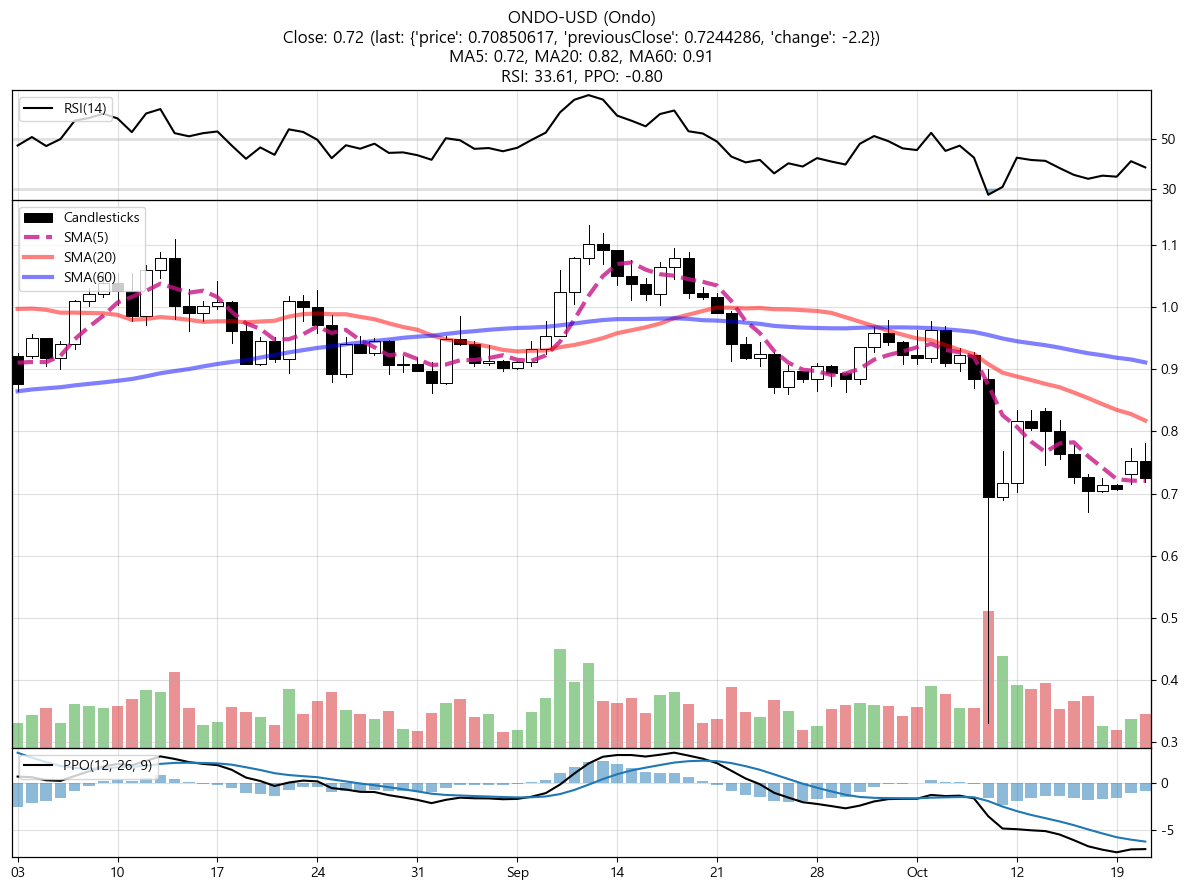 ONDO-USD (Ondo)
Close: 0.72 (last: {'price': 0.70850617, 'previousClose': 0.7244286, 'change': -2.2})
MA5: 0.72, MA20: 0.82, MA60: 0.91
RSI: 33.61, PPO: -0.80
RSI(14)
50
30
Candlesticks
SMA(5)
SMA(20)
SMA(60)
1.1
1.0
0.9
0.8
0.7
0.6
0.5
0.4
0.3
PPO(12, 26, 9)
0
-5
03 10 17 24 31 Sep 14 21 28 Oct 12 19